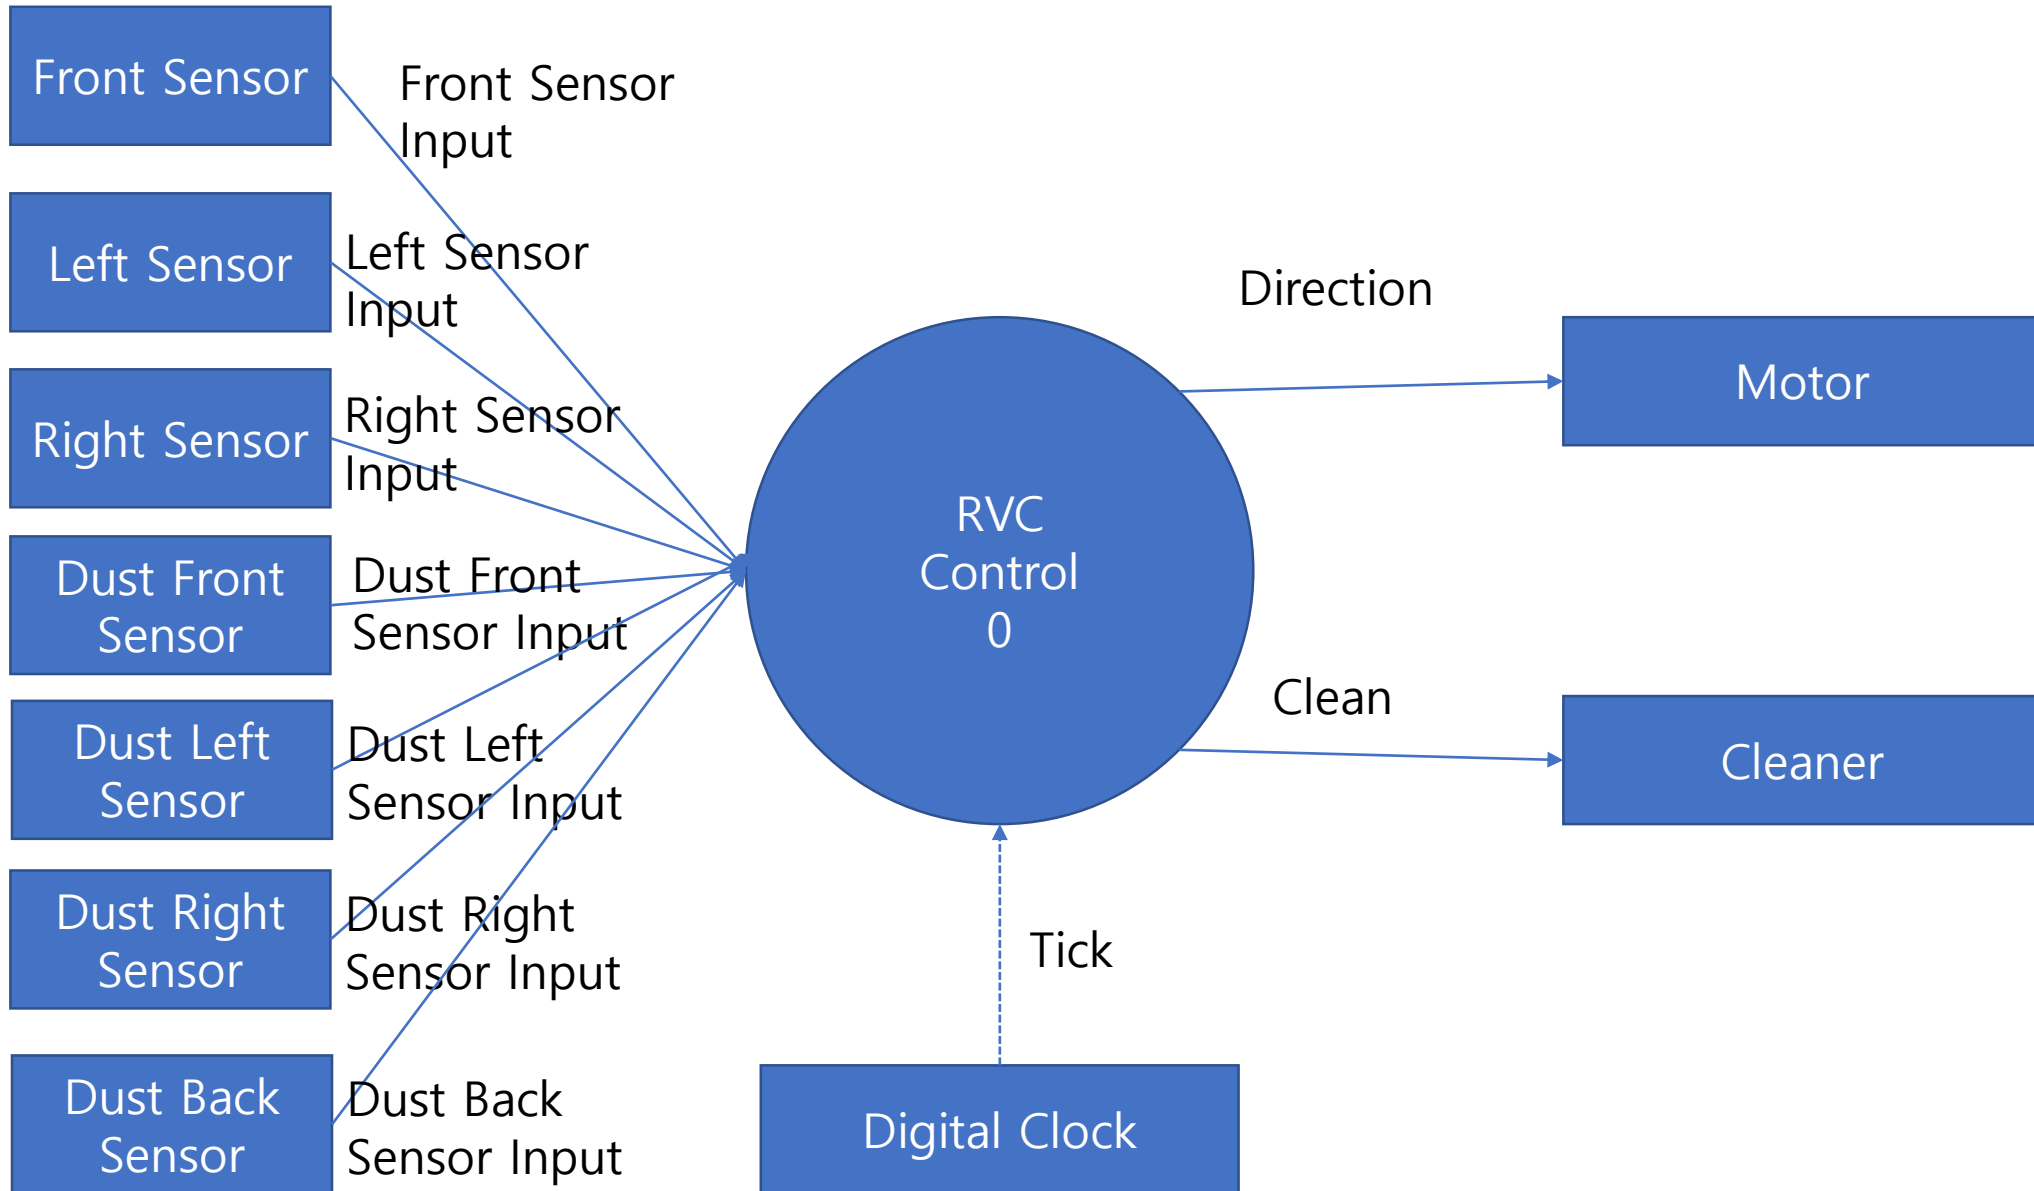 Front Sensor
Front Sensor
Input
Left Sensor
Left Sensor
Input
Right Sensor
Right Sensor
Input
Dust Front
Sensor
Dust Front
Sensor Input
Dust Left
Sensor
Dust Left
Sensor Input
Dust Right
Sensor
Dust Right
Sensor Input
Dust Back
Sensor
Dust Back
Sensor Input
RVC
Control
0
Direction
Motor
Clean
Cleaner
Tick
Digital Clock